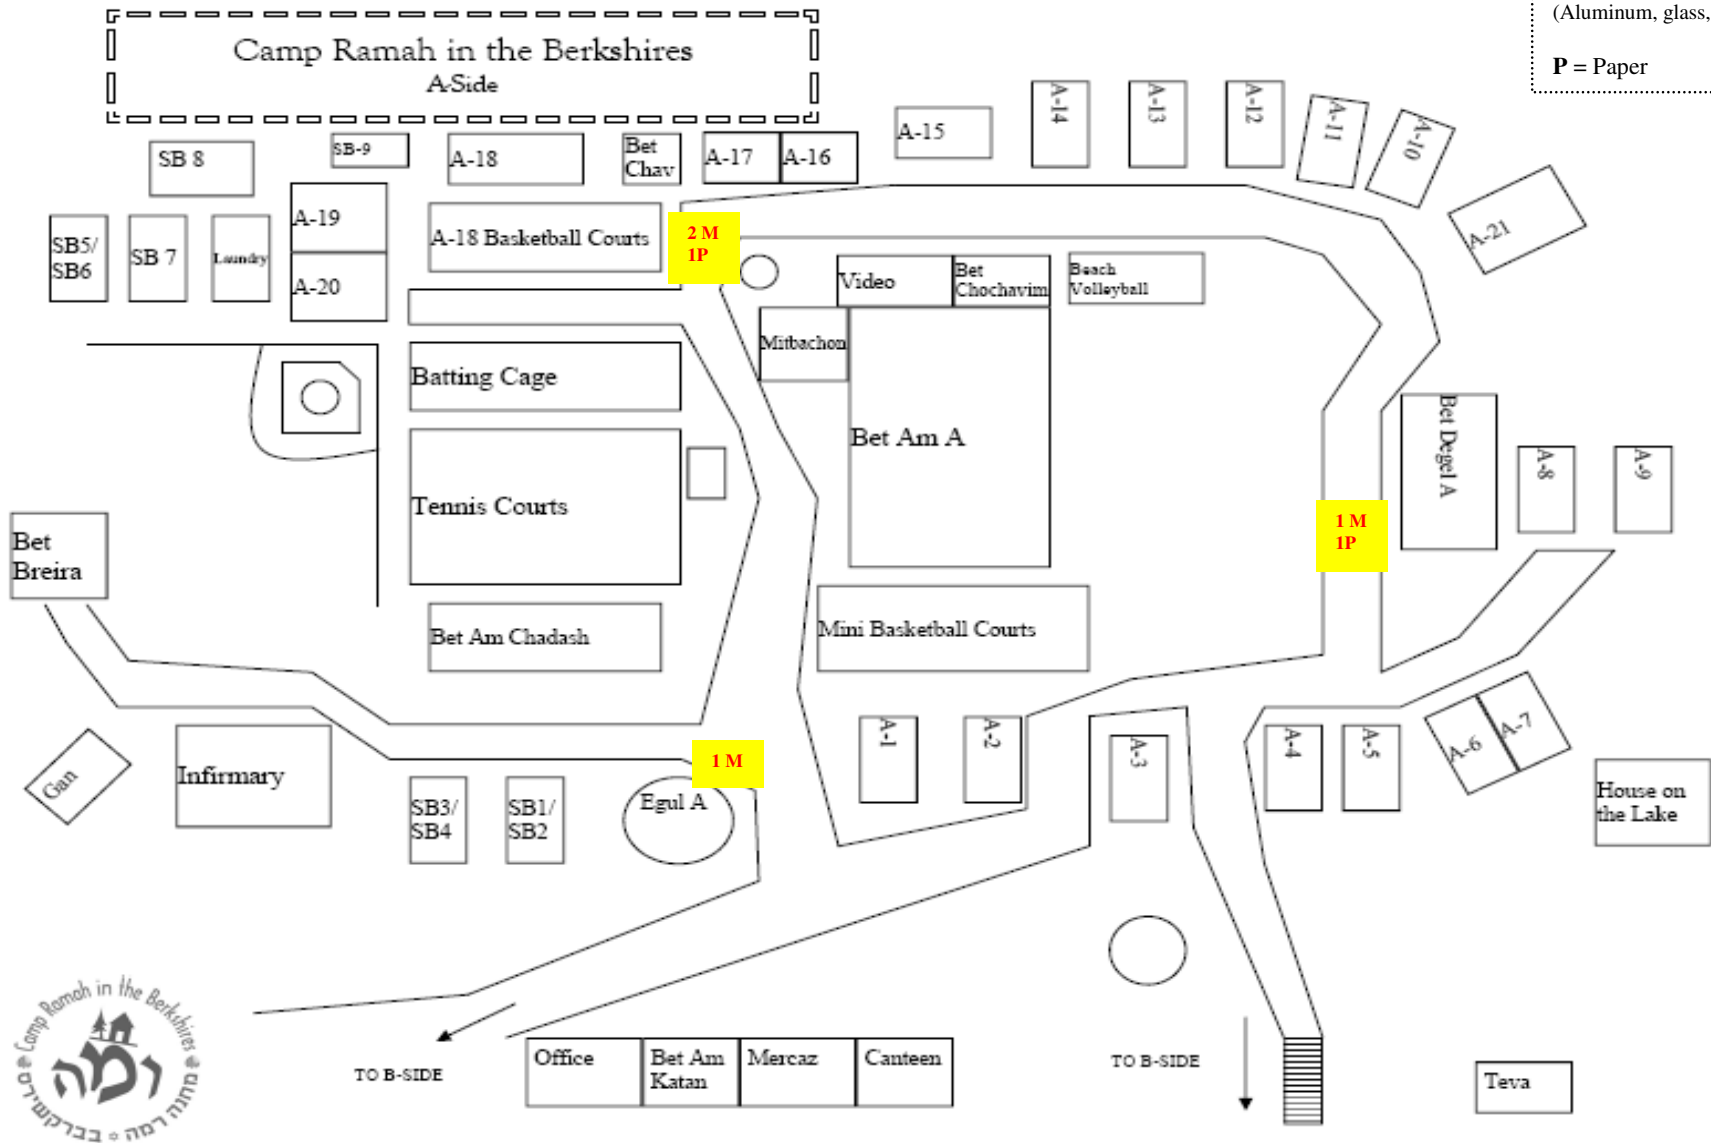 (Aluminum, glass,
P = Paper
Camp Ramah in the Berkshires
A-Side
SB 8
SB-9
A-18
Bet
Chav
A-17
A-16
A-15
A-14
A-13
A-12
A-11
A-10
A-21
SB5/
SB6
SB 7
Laundry
A-19
A-20
A-18 Basketball Courts
2 M
1P
Video
Bet
Chochavim
Beach
Volleyball
Mitbachon
Batting Cage
Bet Am A
Tennis Courts
Bet Degel A
A-8
A-9
1 M
1P
Bet
Breira
Bet Am Chadash
Mini Basketball Courts
A-1
A-2
A-3
A-4
A-5
A-6
A-7
Gan
Infirmary
1 M
SB3/
SB4
SB1/
SB2
Egul A
House on
the Lake
Camp Ramah in the Berkshires
רמה
מחנה רמה ✡ בברקשירס
TO B-SIDE
Office
Bet Am
Katan
Mercaz
Canteen
TO B-SIDE
Teva